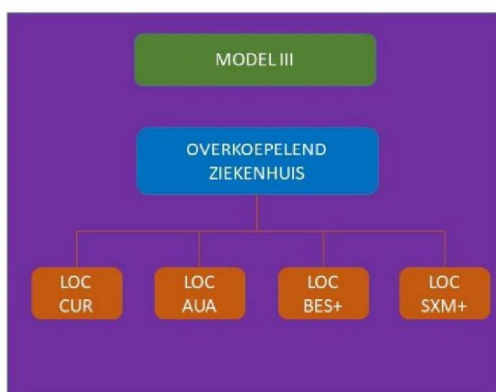 MODEL III
OVERKOEPELEND
ZIEKENHUIS
LOC
CUR
LOC
AUA
LOC
BES+
LOC
SXM+